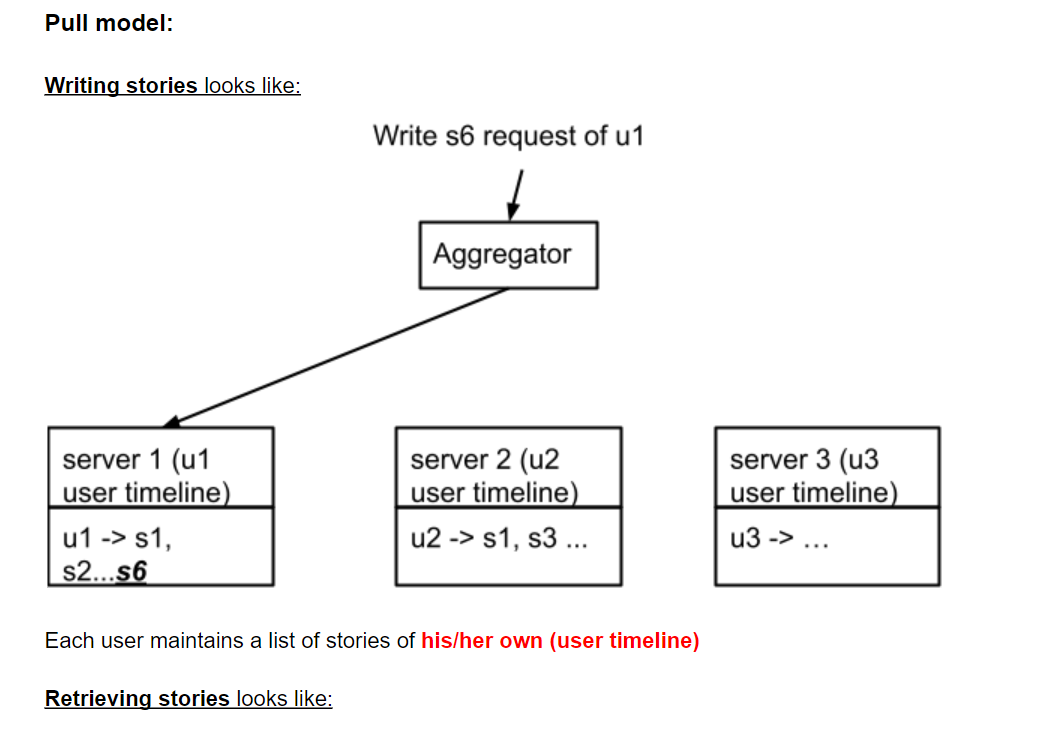 Pull model:
Writing stories looks like:
Write s6 request of u1
Aggregator
server 1 (u1
user timeline)
u1 -> s1,
s2...s6
server 2 (u2
user timeline)
u2 -> s1, s3 ...
server 3 (u3
user timeline)
u3 -> ...
Each user maintains a list of stories of his/her own (user timeline)
Retrieving stories looks like: